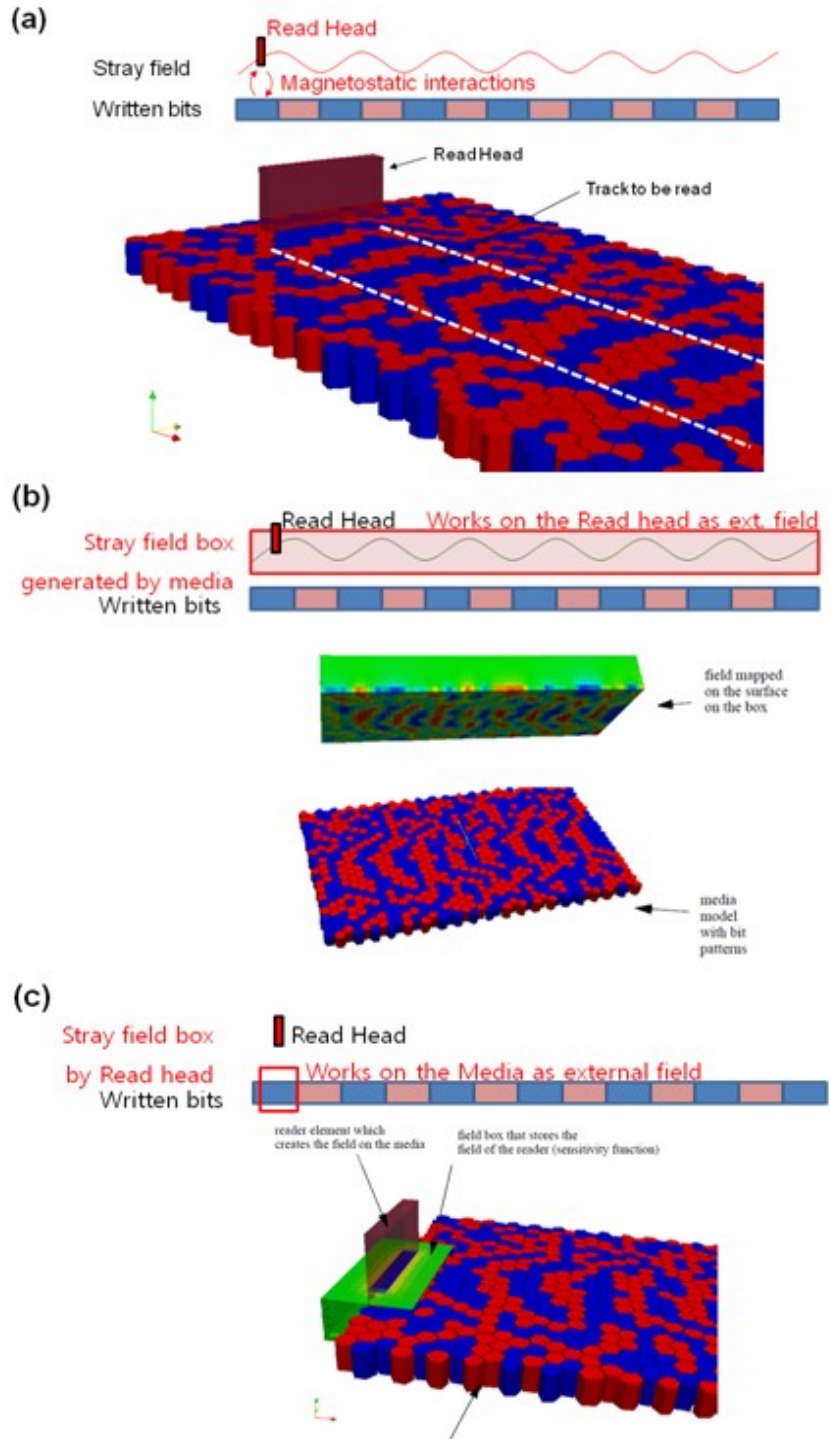 (a)
Read Head
Stray field
Magnetostatic interactions
Written bits
Read Head
Track to be read
(b)
Read Head Works on the Read head as ext. field
Stray field box
generated by media
Written bits
field mapped
on the surface
on the box
media
model
with bit
patterns
(c)
Stray field box
Read Head
by Read head Works on the Media as external field
Written bits
reader element which
creates the field on the media
field box that stores the
field of the reader (sensitivity function)